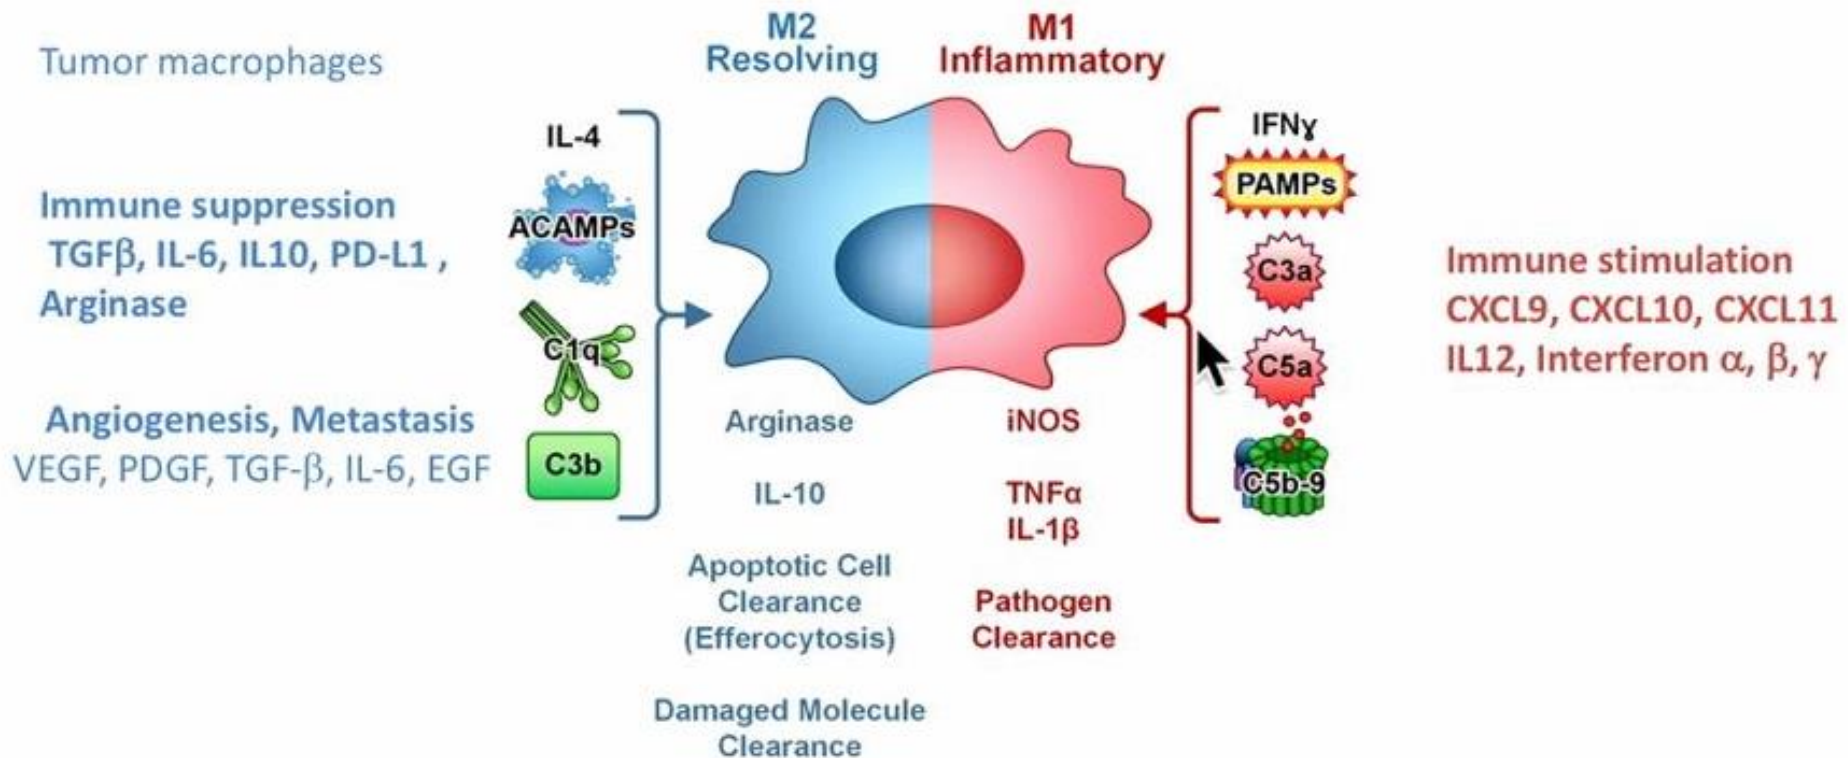 Tumor macrophages
Immune suppression
TGFβ, IL-6, IL10, PD-L1 ,
Arginase
Angiogenesis, Metastasis
VEGF, PDGF, TGF-β, IL-6, EGF
IL-4
ACAMPs
C1q
C3b
M2
Resolving
Arginase
IL-10
Apoptotic Cell
Clearance
(Efferocytosis)
Damaged Molecule
Clearance
M1
Inflammatory
iNOS
TNFα
IL-1β
Pathogen
Clearance
IFNɣ
PAMPs
C3a
C5a
C5b-9
Immune stimulation
CXCL9, CXCL10, CXCL11
IL12, Interferon α, β, γ